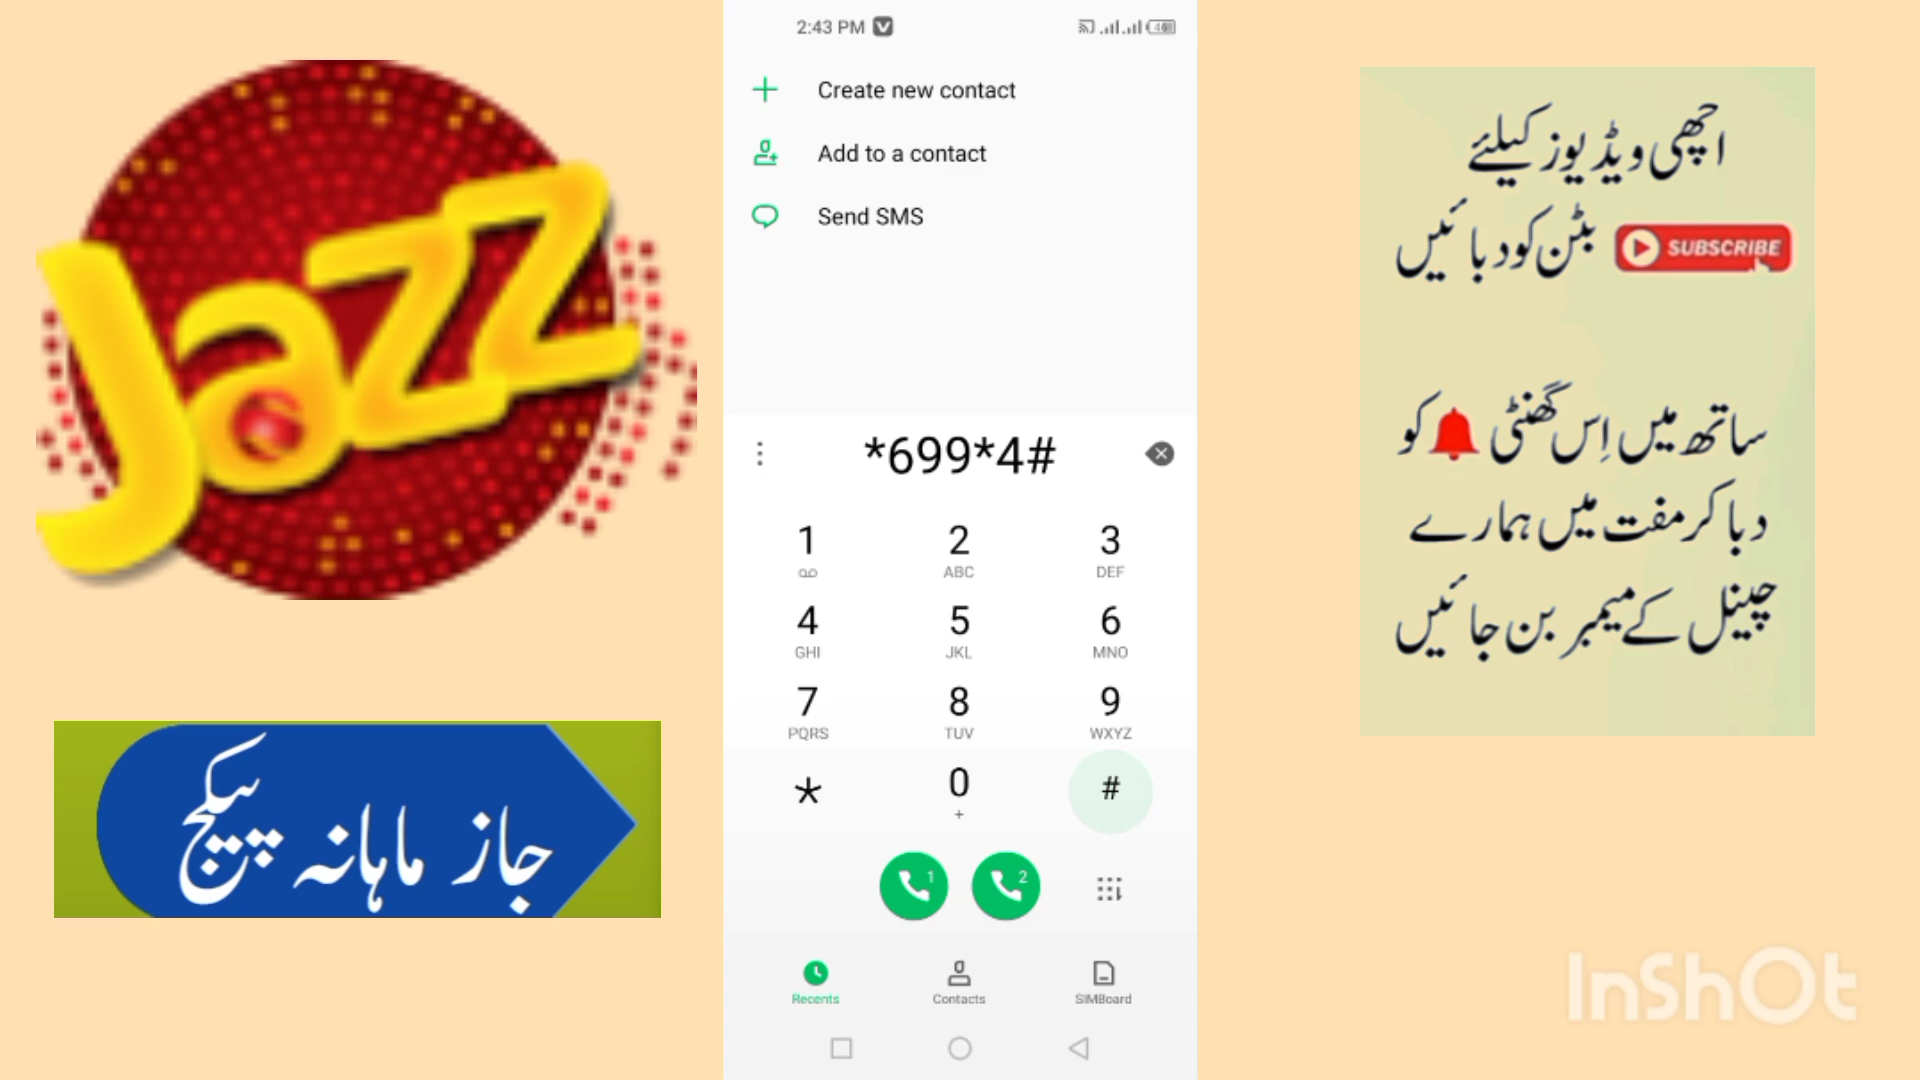 Jazz
جاز ماہانہ پیکج
2:43 PM
Create new contact
Add to a contact
Send SMS
*699*4#
1 2 3
ABC DEF
4 5 6
GHI JKL MNO
7 8 9
PQRS TUV WXYZ
* 0 #
+
1 2
Recents Contacts SIMBoard
اچھی ویڈیوز کیلئے
SUBSCRIBE بٹن کو دبائیں
ساتھ میں اِس گھنٹی کو
دبا کر مفت میں ہمارے
چینل کے میمبر بن جائیں
InShOt